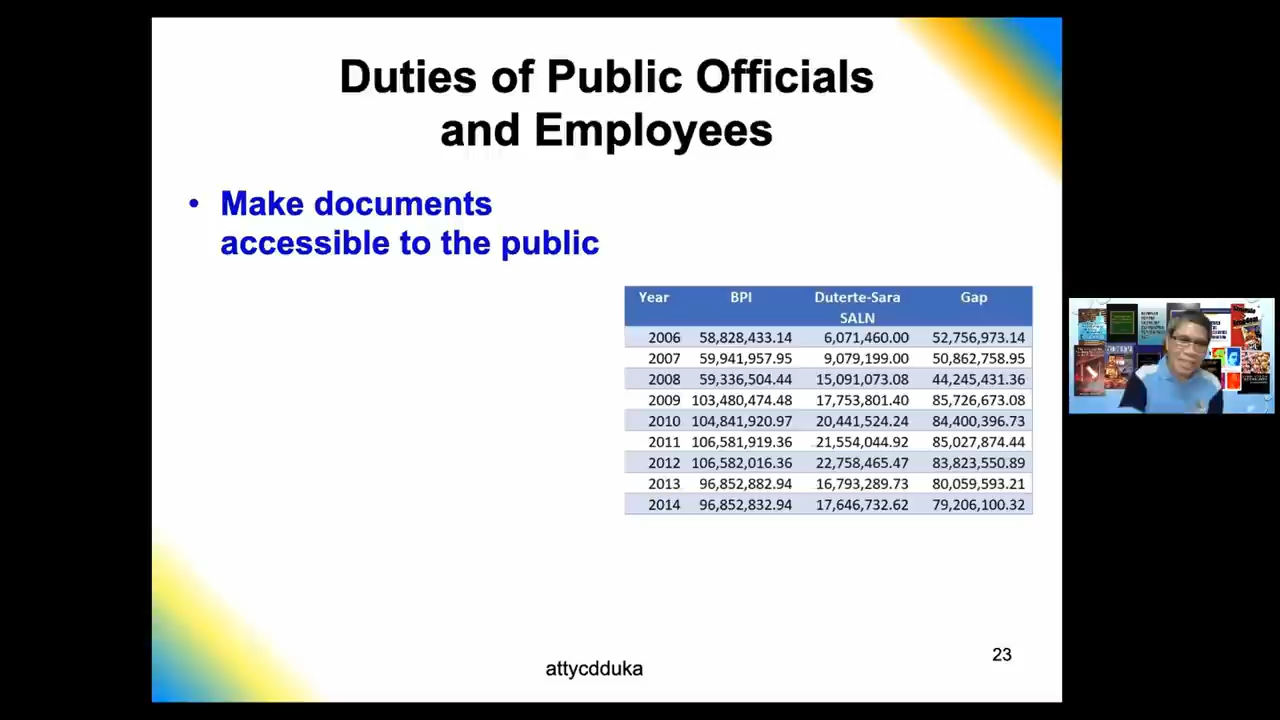 Duties of Public Officials
and Employees
• Make documents
accessible to the public
Year BPI Duterte-Sara Gap
SALN
2006 58,828,433.14 6,071,460.00 52,756,973.14
2007 59,941,957.95 9,079,199.00 50,862,758.95
2008 59,336,504.44 15,091,073.08 44,245,431.36
2009 103,480,474.48 17,753,801.40 85,726,673.08
2010 104,841,920.97 20,441,524.24 84,400,396.73
2011 106,581,919.36 21,554,044.92 85,027,874.44
2012 106,582,016.36 22,758,465.47 83,823,550.89
2013 96,852,882.94 16,793,289.73 80,059,593.21
2014 96,852,832.94 17,646,732.62 79,206,100.32
attycdduka
23